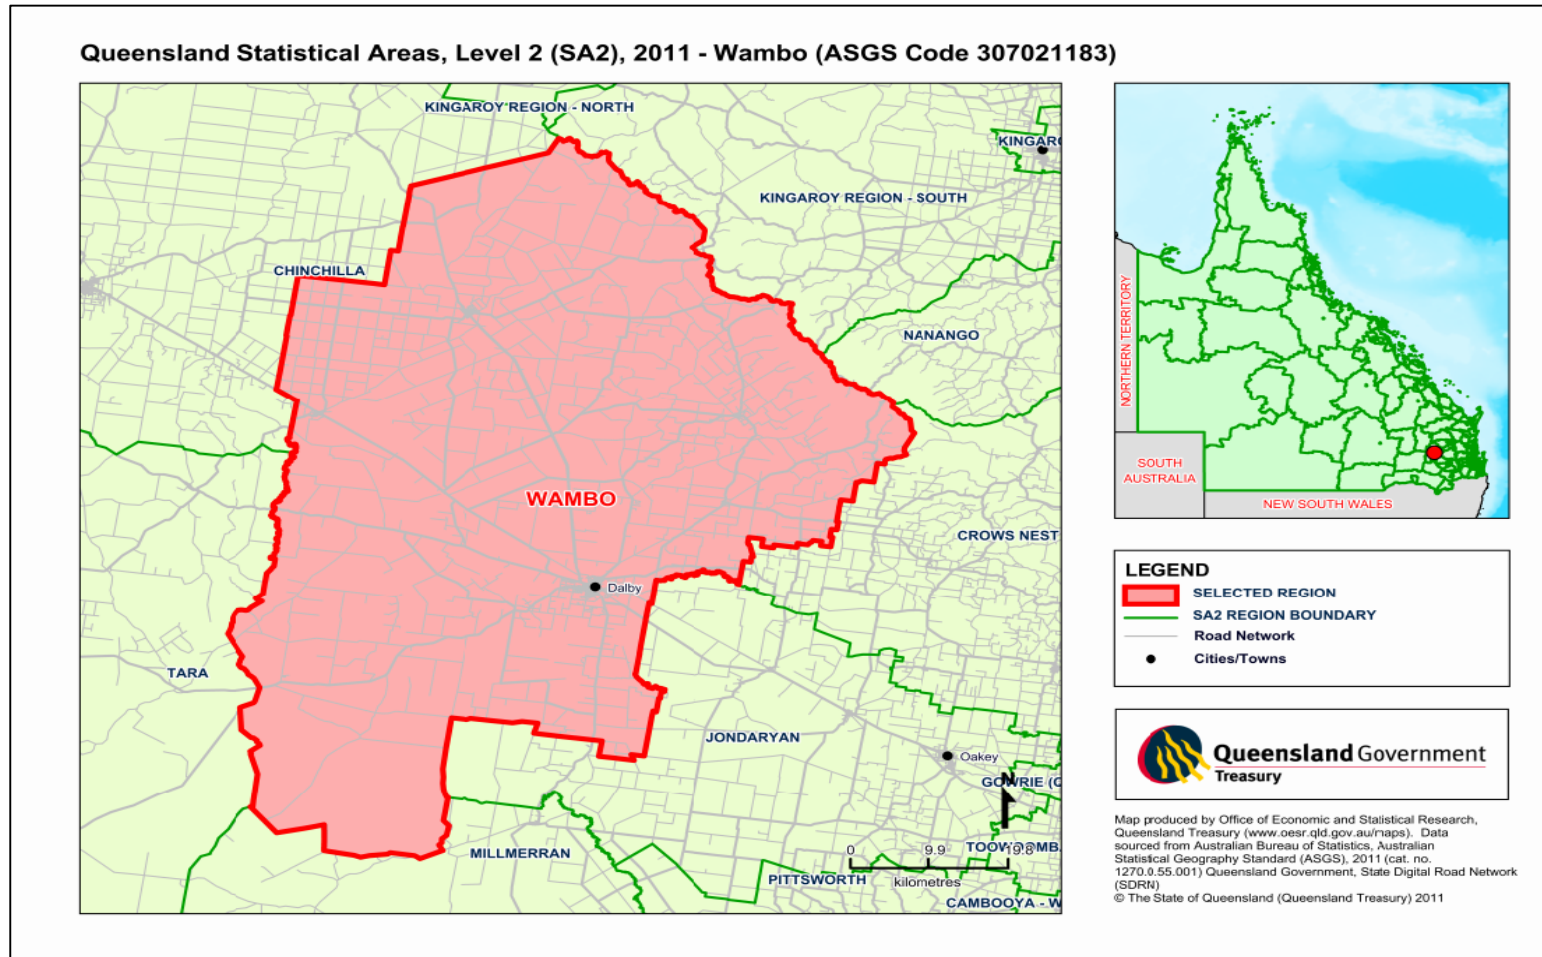 Queensland Statistical Areas, Level 2 (SA2), 2011 - Wambo (ASGS Code 307021183)
KINGAROY REGION - NORTH
KINGARO
KINGAROY REGION - SOUTH
CHINCHILLA
NANANGO
WAMBO
CROWS NEST
Dalby
TARA
JONDARYAN
Oakey
N
GOWRIE (Q
MILLMERRAN
TOOWOOMBA
0 9.9 19.8
kilometres
PITTSWORTH
CAMBOOYA - W
NORTHERN TERRITORY
SOUTH
AUSTRALIA
NEW SOUTH WALES
LEGEND
SELECTED REGION
SA2 REGION BOUNDARY
Road Network
Cities/Towns
Queensland Government
Treasury
Map produced by Office of Economic and Statistical Research,
Queensland Treasury (www.oesr.qld.gov.au/maps). Data
sourced from Australian Bureau of Statistics, Australian
Statistical Geography Standard (ASGS), 2011 (cat. no.
1270.0.55.001) Queensland Government, State Digital Road Network
(SDRN)
© The State of Queensland (Queensland Treasury) 2011